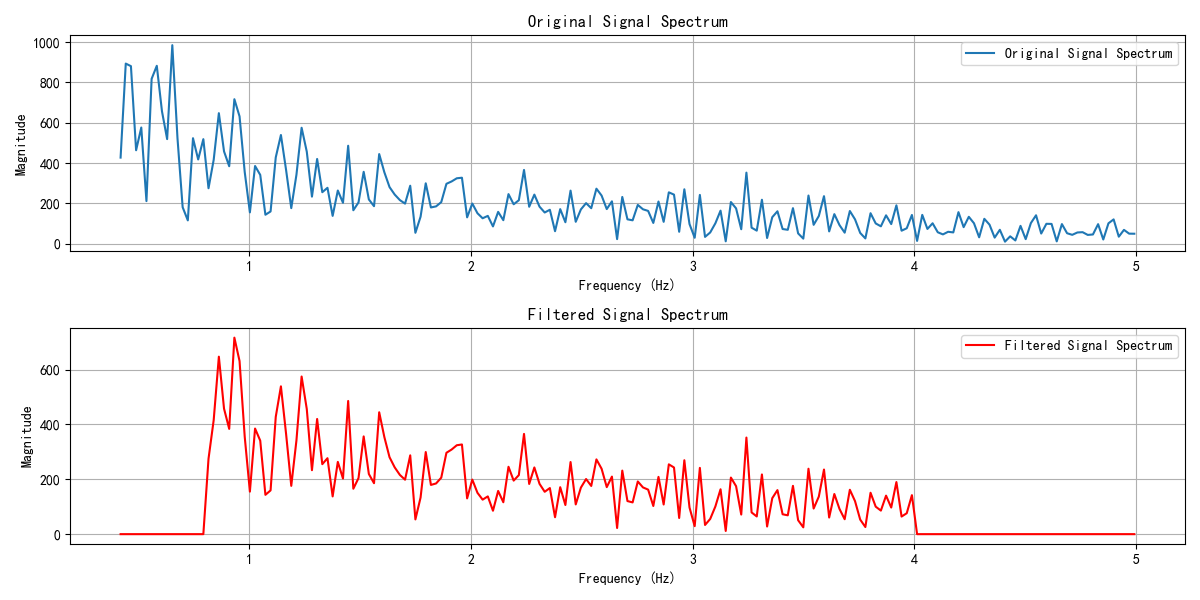 Original Signal Spectrum
Original Signal Spectrum
Magnitude
1000
800
600
400
200
0
1
2
3
4
5
Frequency (Hz)
Filtered Signal Spectrum
Filtered Signal Spectrum
Magnitude
600
400
200
0
1
2
3
4
5
Frequency (Hz)